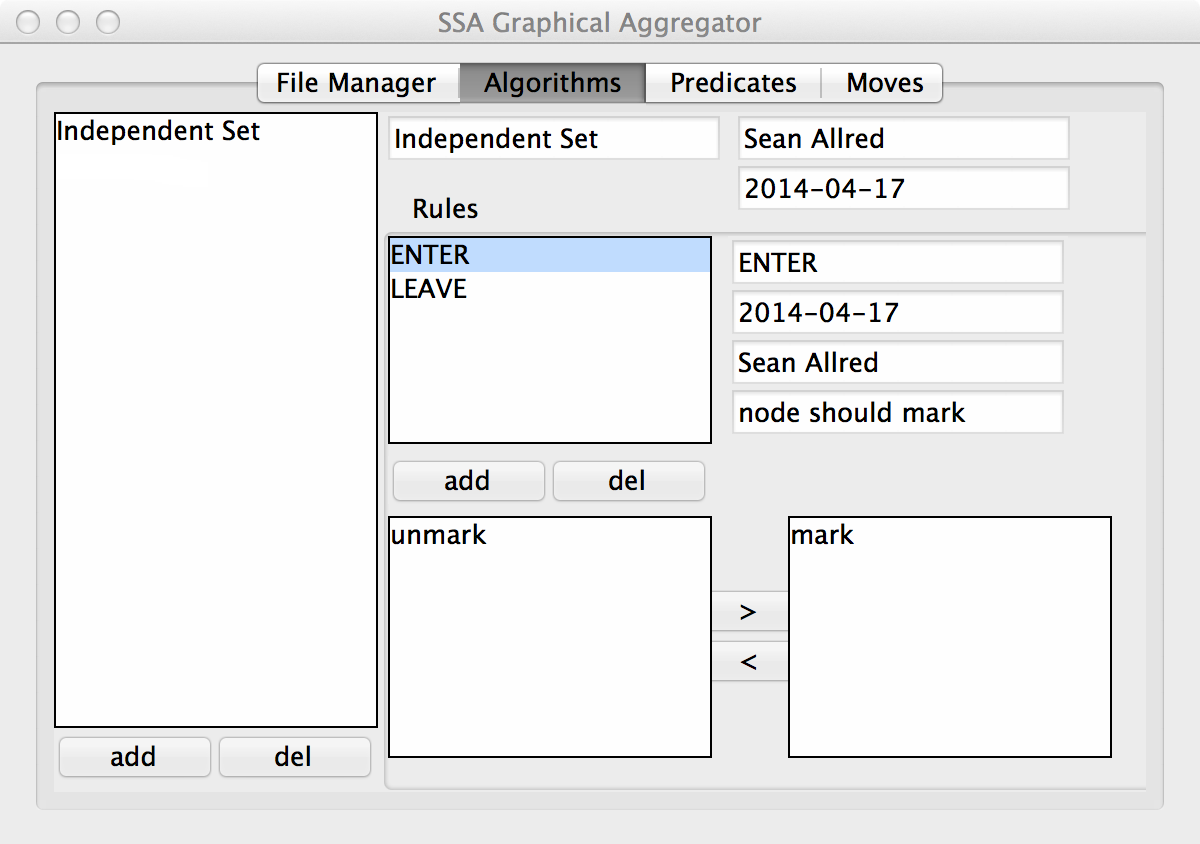 SSA Graphical Aggregator
File Manager
Algorithms
Predicates
Moves
Independent Set
add
del
Independent Set
Sean Allred
2014-04-17
Rules
ENTER
LEAVE
add
del
ENTER
2014-04-17
Sean Allred
node should mark
unmark
>
<
mark